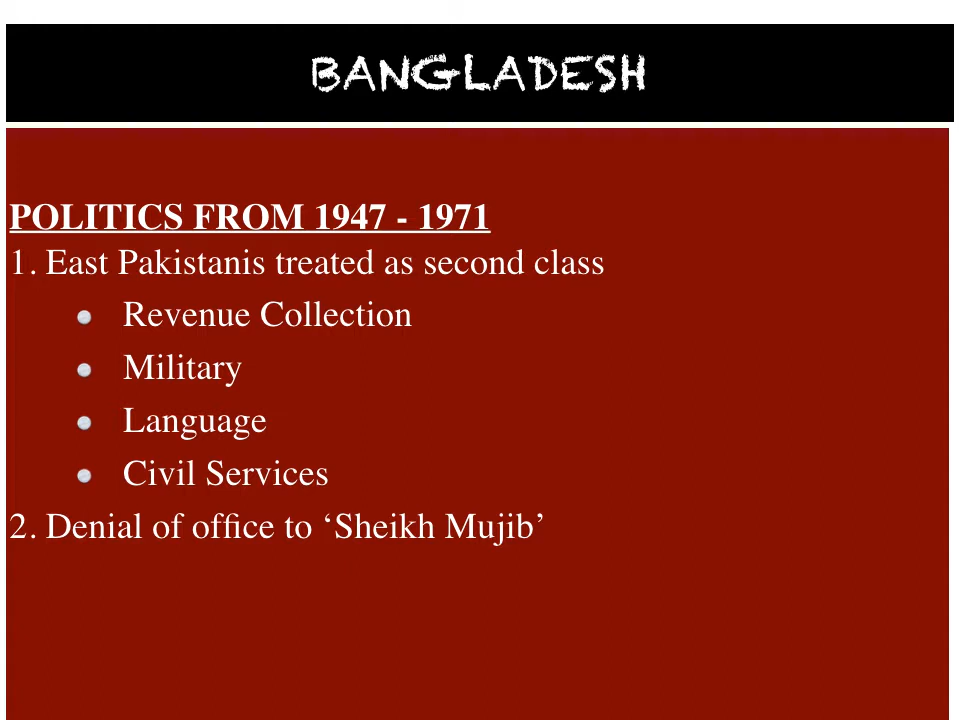 BANGLADESH
POLITICS FROM 1947 - 1971
1. East Pakistanis treated as second class
Revenue Collection
Military
Language
Civil Services
2. Denial of office to ‘Sheikh Mujib’